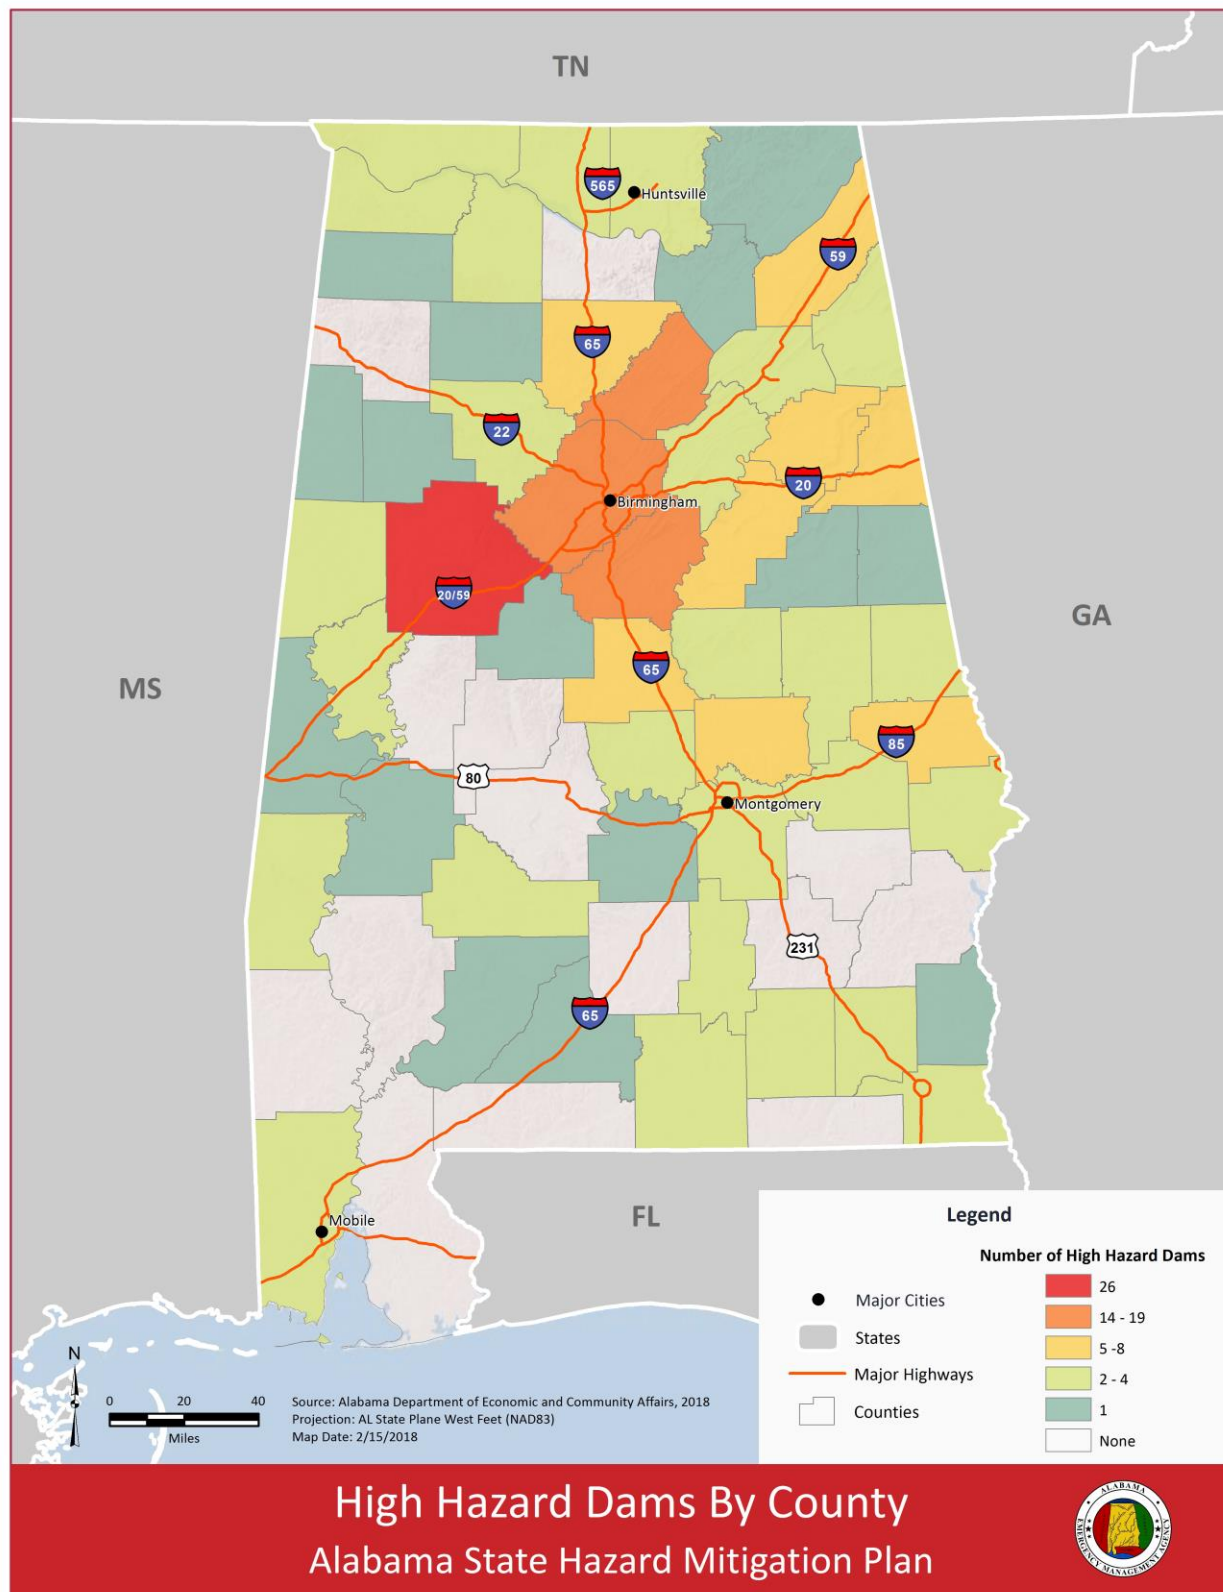 TN
565
Huntsville
59
65
22
20
Birmingham
20/59
GA
65
MS
85
80
Montgomery
231
65
Mobile
FL
Legend
Number of High Hazard Dams
Major Cities
States
Major Highways
Counties
26
14 - 19
5 -8
2 - 4
1
None
N
0 20 40
Miles
Source: Alabama Department of Economic and Community Affairs, 2018
Projection: AL State Plane West Feet (NAD83)
Map Date: 2/15/2018
High Hazard Dams By County
Alabama State Hazard Mitigation Plan
ALABAMA
EMERGENCY MANAGEMENT AGENCY